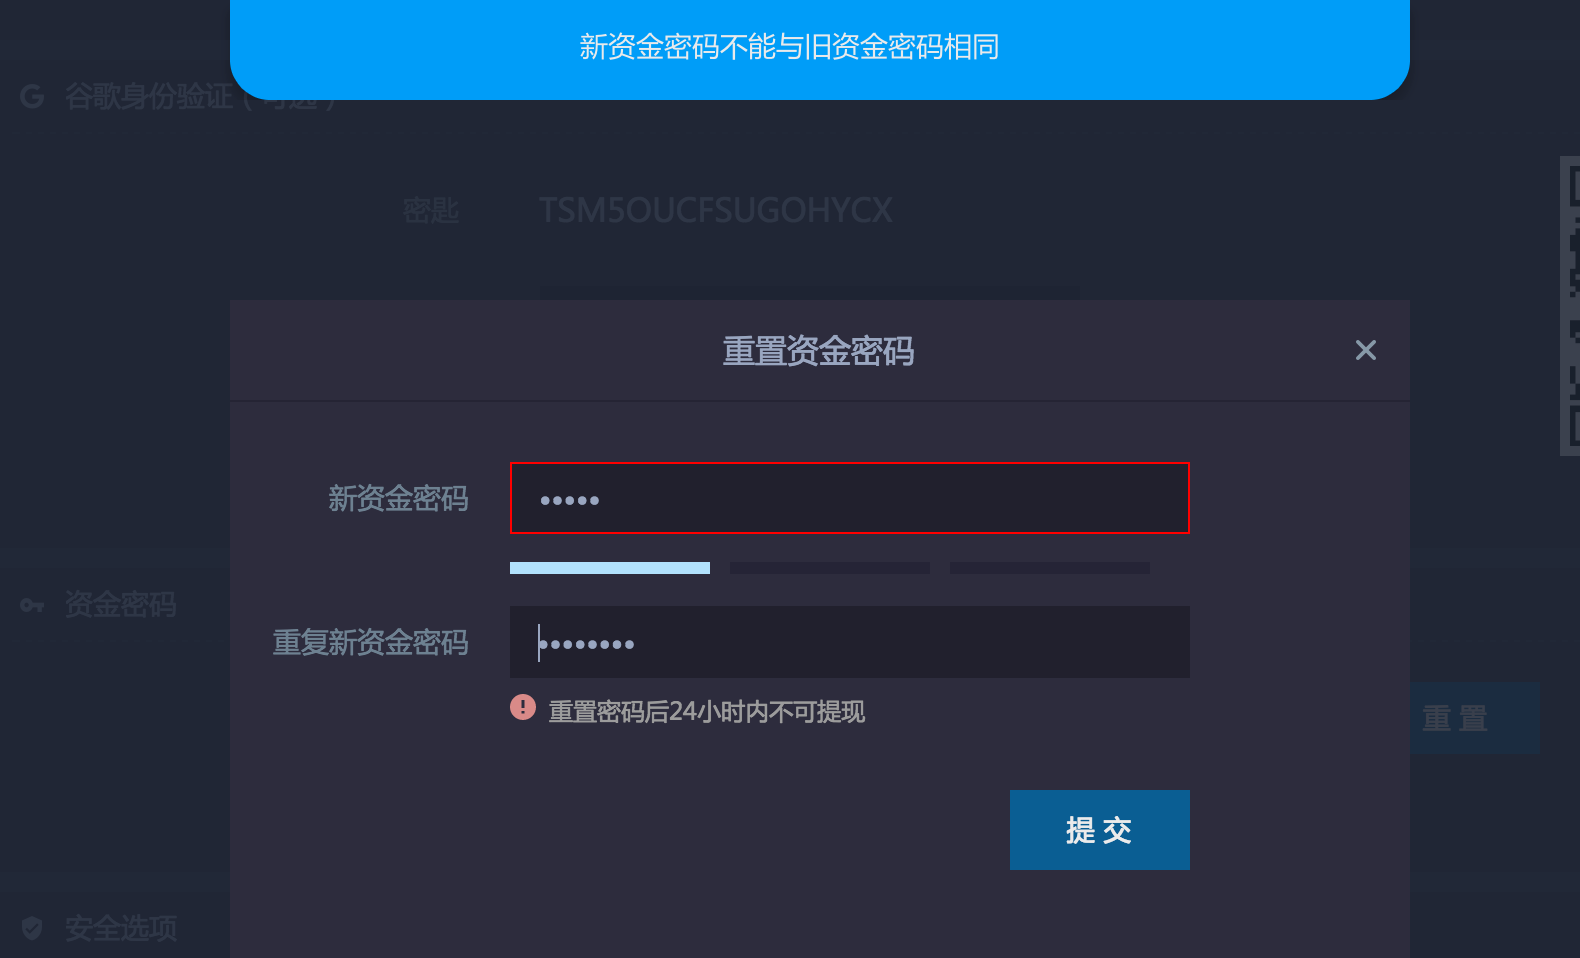 新资金密码不能与旧资金密码相同
谷歌身份验证（可选）
密匙 TSM5OUCFSUGOHYCX
重置资金密码
新资金密码 •••••
资金密码
重复新资金密码 ••••••••
重置密码后24小时内不可提现
重 置
提 交
安全选项